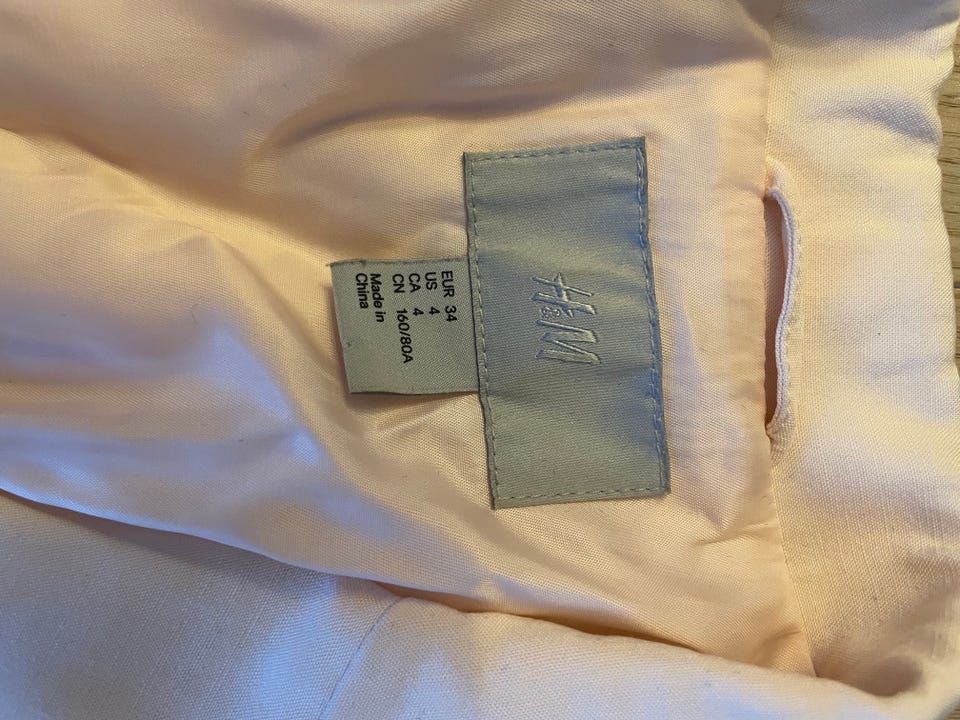 H&M
EUR 34
US 4
CA 4
CN 160/80A
Made in
China